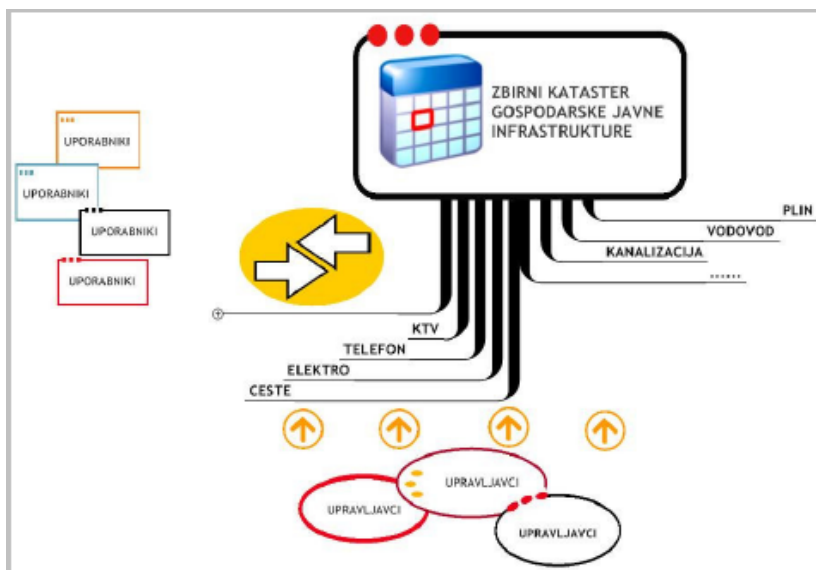 ZBIRNI KATASTER
GOSPODARSKE JAVNE
INFRASTRUKTURE
UPORABNIKI
UPORABNIKI
UPORABNIKI
UPORABNIKI
PLIN
VODOVOD
KANALIZACIJA
......
KTV
TELEFON
ELEKTRO
CESTE
UPRAVLJAVCI
UPRAVLJAVCI
UPRAVLJAVCI